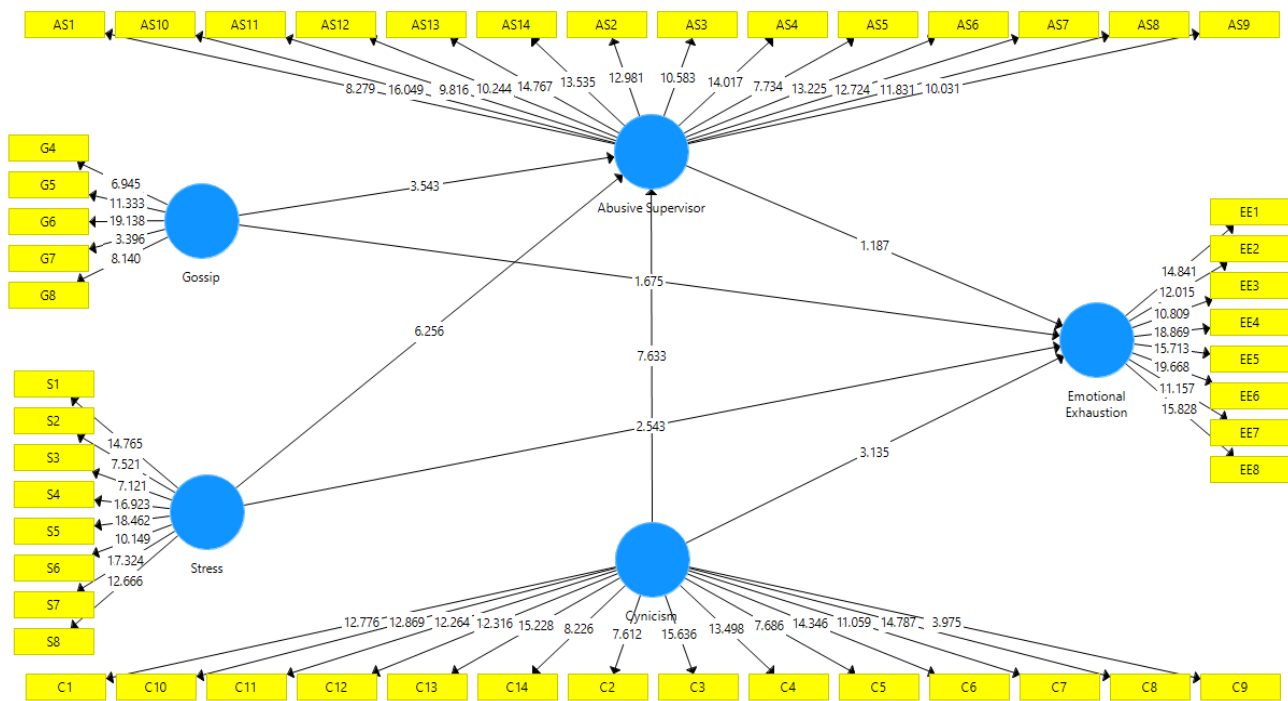 AS1 AS10 AS11 AS12 AS13 AS14 AS2 AS3 AS4 AS5 AS6 AS7 AS8 AS9
8.279 16.049 9.816 10.244 14.767 13.535 12.981 10.583 14.017 7.734 13.225 12.724 11.831 10.031
Abusive Supervisor
G4
G5
G6
G7
G8
6.945
11.333
19.138
3.396
8.140
Gossip
3.543
1.187
1.675
6.256
7.633
2.543
3.135
EE1
EE2
EE3
EE4
EE5
EE6
EE7
EE8
14.841
12.015
10.809
18.869
15.713
19.668
11.157
15.828
Emotional
Exhaustion
S1
S2
S3
S4
S5
S6
S7
S8
14.765
7.521
7.121
16.923
18.462
10.149
17.324
12.666
Stress
Cynicism
12.776 12.869 12.264 12.316 15.228 8.226 7.612 15.636 13.498 7.686 14.346 11.059 14.787 3.975
C1 C10 C11 C12 C13 C14 C2 C3 C4 C5 C6 C7 C8 C9